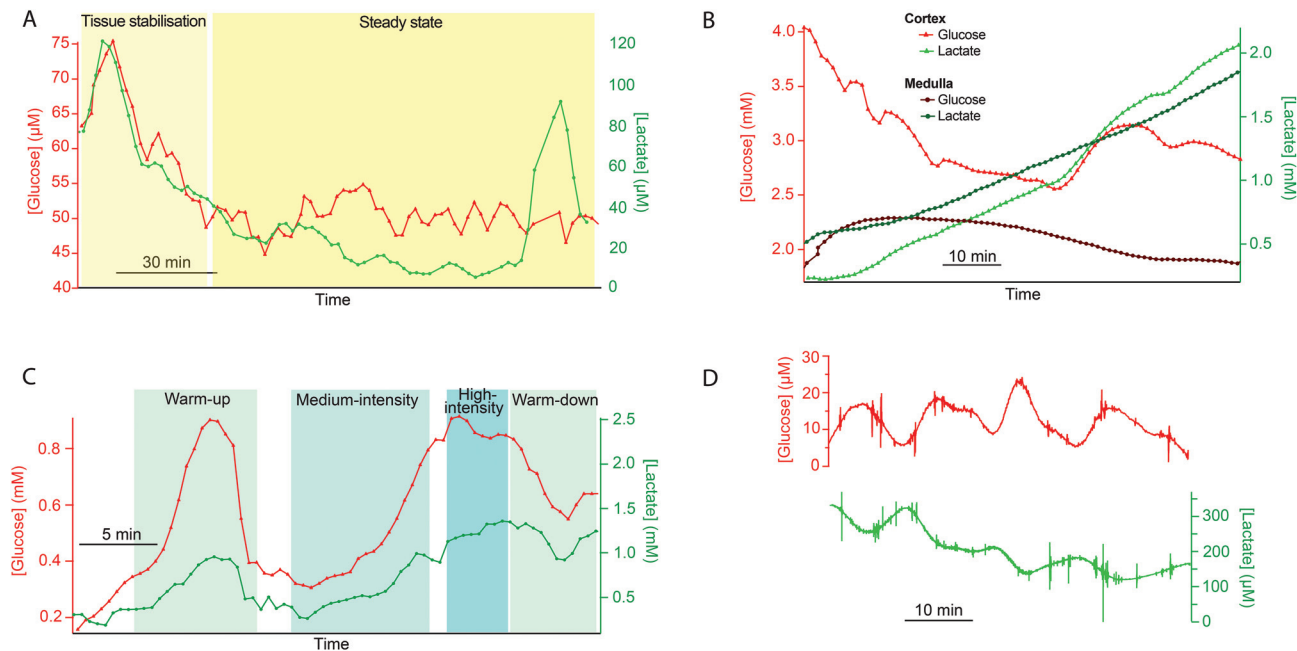 A
Tissue stabilisation
Steady state
75
70
65
60
55
50
45
40
[Glucose] (µM)
120
100
80
60
40
20
0
[Lactate] (µM)
30 min
Time
B
Cortex
Glucose
Lactate
Medulla
Glucose
Lactate
4.0
3.5
3.0
2.5
2.0
[Glucose] (mM)
2.0
1.5
1.0
0.5
[Lactate] (mM)
10 min
Time
C
Warm-up
Medium-intensity
High-
intensity
Warm-down
0.8
0.6
0.4
0.2
[Glucose] (mM)
2.5
2.0
1.5
1.0
0.5
[Lactate] (mM)
5 min
Time
D
30
20
10
0
[Glucose] (µM)
300
200
100
0
[Lactate] (µM)
10 min